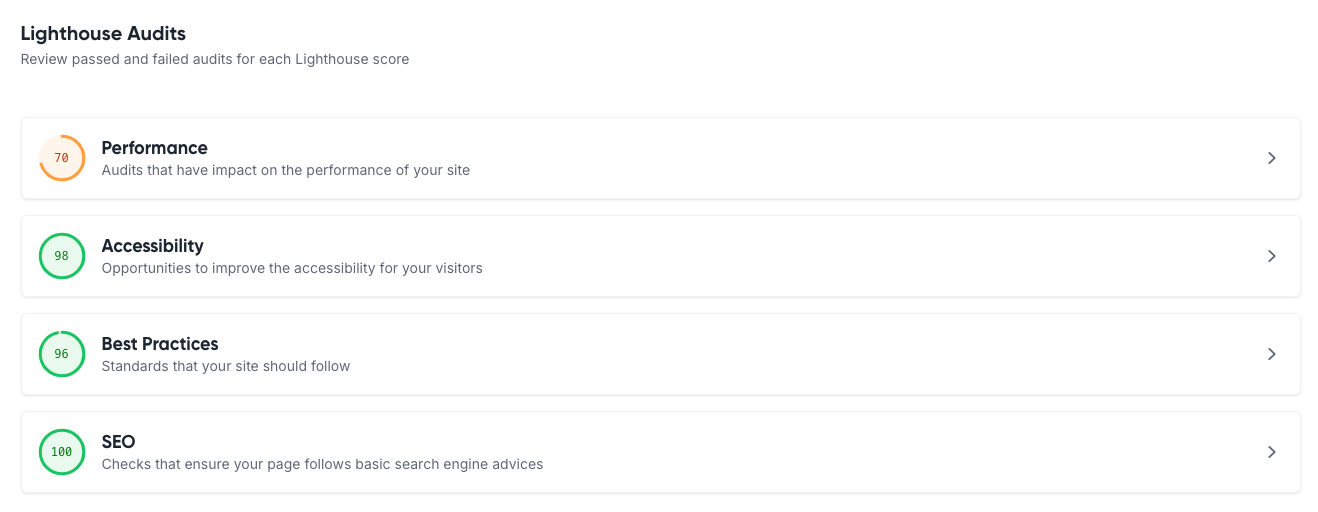 Lighthouse Audits
Review passed and failed audits for each Lighthouse score
70
Performance
Audits that have impact on the performance of your site
98
Accessibility
Opportunities to improve the accessibility for your visitors
96
Best Practices
Standards that your site should follow
100
SEO
Checks that ensure your page follows basic search engine advices